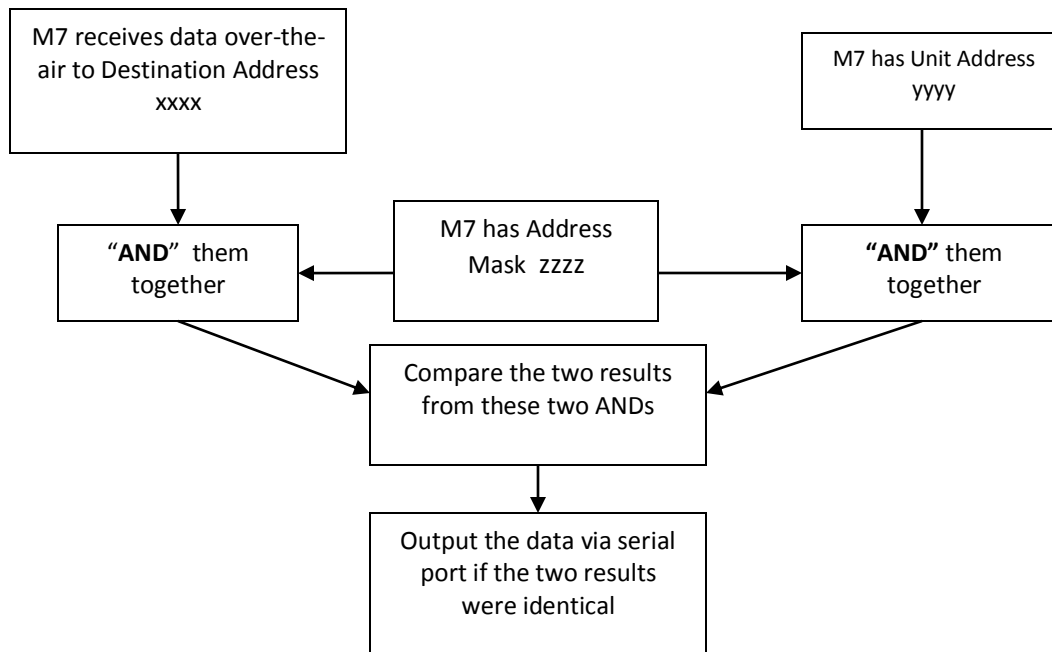 M7 receives data over-the-
air to Destination Address
xxxx
M7 has Unit Address
yyyy
“AND” them
together
M7 has Address
Mask zzzz
“AND” them
together
Compare the two results
from these two ANDs
Output the data via serial
port if the two results
were identical